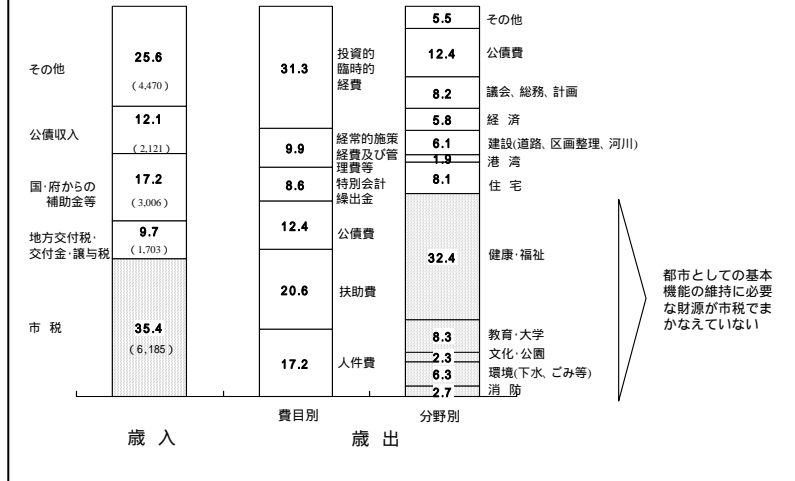 その他
25.6
(4,470)
公債収入
12.1
(2,121)
国・府からの
補助金等
17.2
(3,006)
地方交付税・
交付金・譲与税
9.7
(1,703)
市 税
35.4
(6,185)
31.3
投資的
臨時的
経費
9.9
経常的施策
経費及び管
理費等
8.6
特別会計
繰出金
12.4
公債費
20.6
扶助費
17.2
人件費
5.5
その他
12.4
公債費
8.2
議会、総務、計画
5.8
経 済
6.1
建設(道路、区画整理、河川)
1.9
港 湾
8.1
住 宅
32.4
健康・福祉
8.3
教育・大学
2.3
文化・公園
6.3
環境(下水、ごみ等)
2.7
消 防
都市としての基本
機能の維持に必要
な財源が市税でま
かなえていない
費目別
分野別
歳 入
歳 出